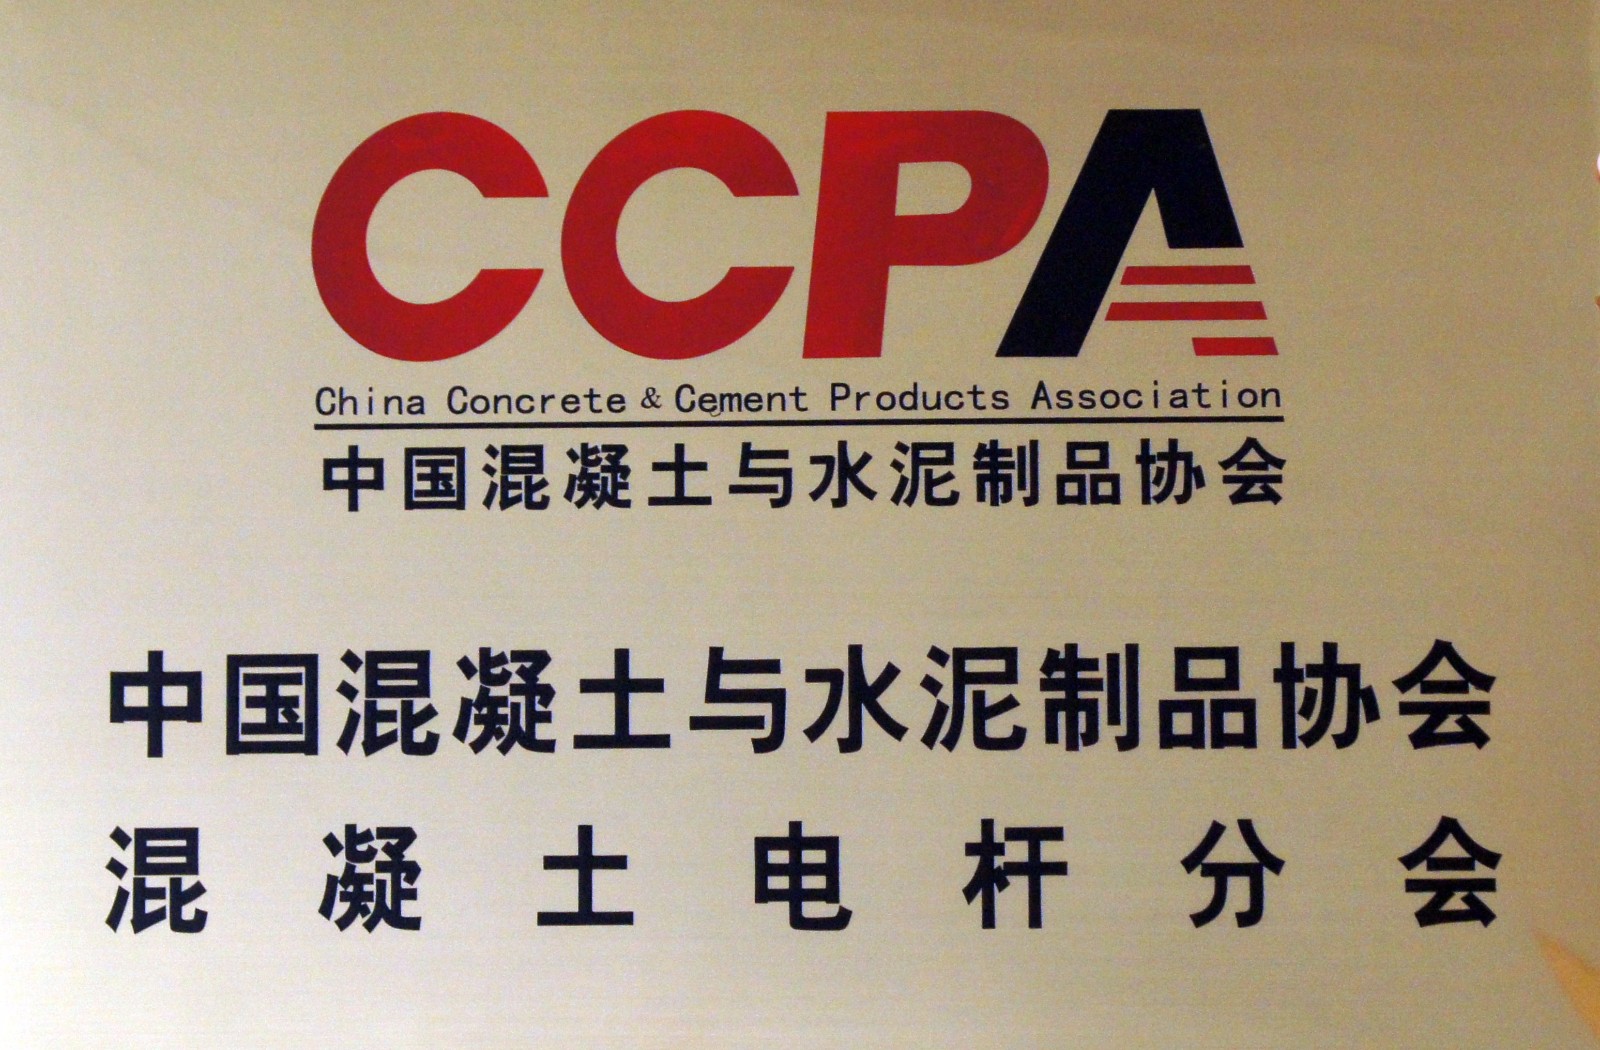 CCPA
China Concrete & Cement Products Association
中国混凝土与水泥制品协会
中国混凝土与水泥制品协会
混凝土电杆分会